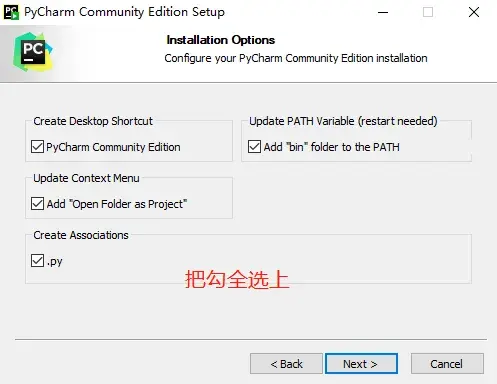 PyCharm Community Edition Setup
PC
Installation Options
Configure your PyCharm Community Edition installation
Create Desktop Shortcut
PyCharm Community Edition
Update PATH Variable (restart needed)
Add "bin" folder to the PATH
Update Context Menu
Add "Open Folder as Project"
Create Associations
.py
把勾全选上
< Back
Next >
Cancel